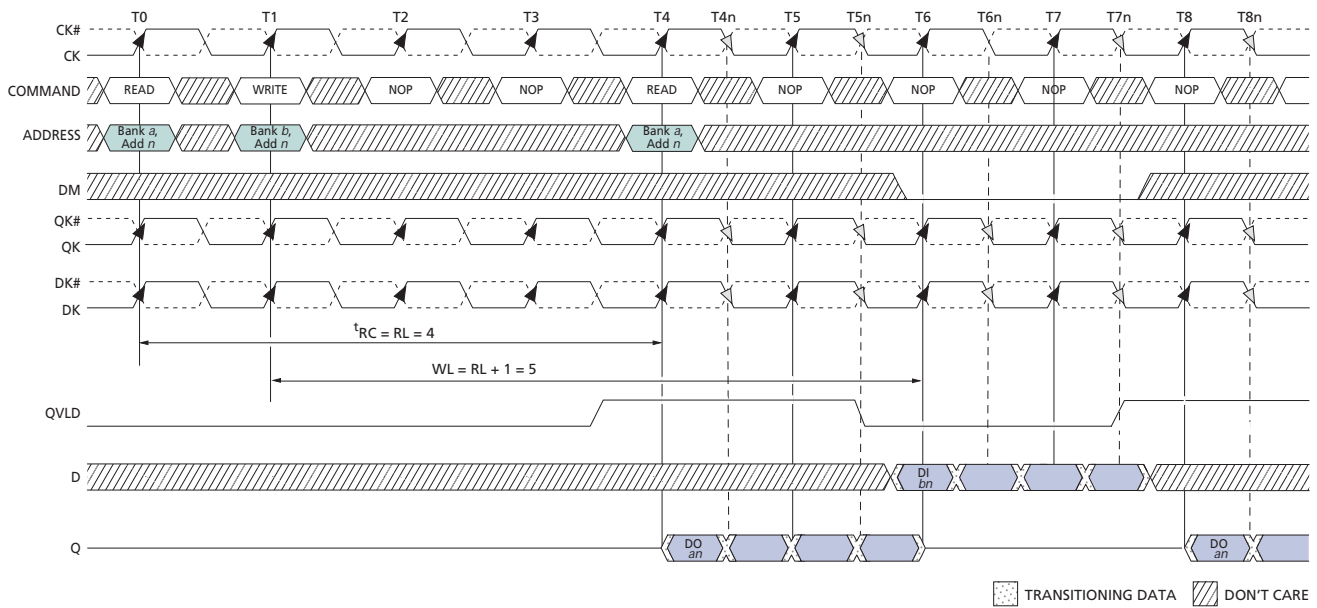 T0 T1 T2 T3 T4 T4n T5 T5n T6 T6n T7 T7n T8 T8n
CK#
CK
COMMAND READ WRITE NOP NOP READ NOP NOP NOP NOP
ADDRESS Bank a, Bank b, Bank a,
Add n Add n Add n
DM
QK#
QK
DK#
DK
tRC = RL = 4
WL = RL + 1 = 5
QVLD
D DI
bn
Q DO DO
an an
TRANSITIONING DATA DON'T CARE